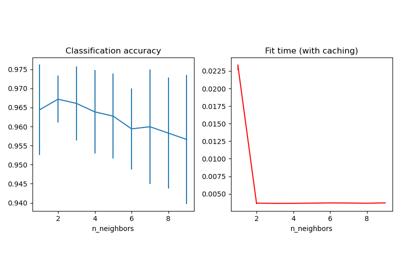 Classification accuracy
0.975
0.970
0.965
0.960
0.955
0.950
0.945
0.940
2 4 6 8
n_neighbors
Fit time (with caching)
0.0225
0.0200
0.0175
0.0150
0.0125
0.0100
0.0075
0.0050
2 4 6 8
n_neighbors